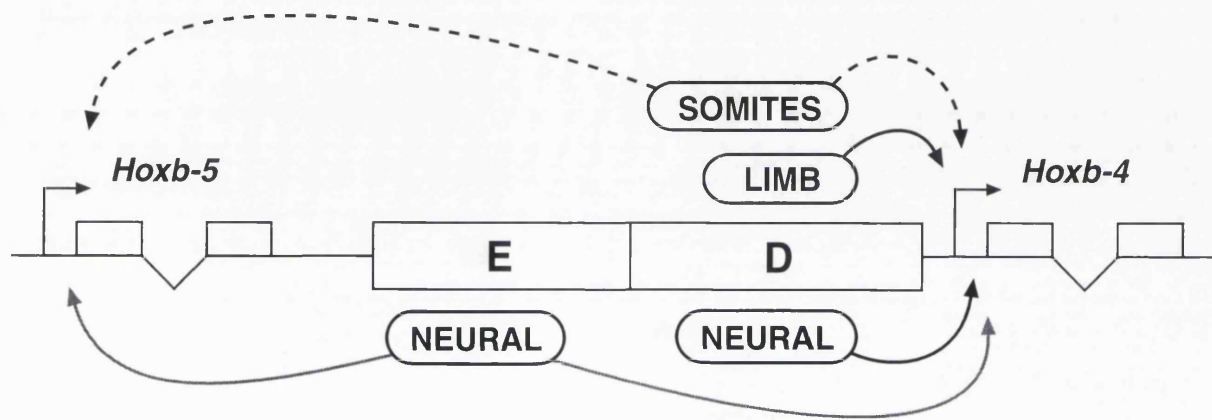 SOMITES
Hoxb-5
LIMB
Hoxb-4
E
D
NEURAL
NEURAL